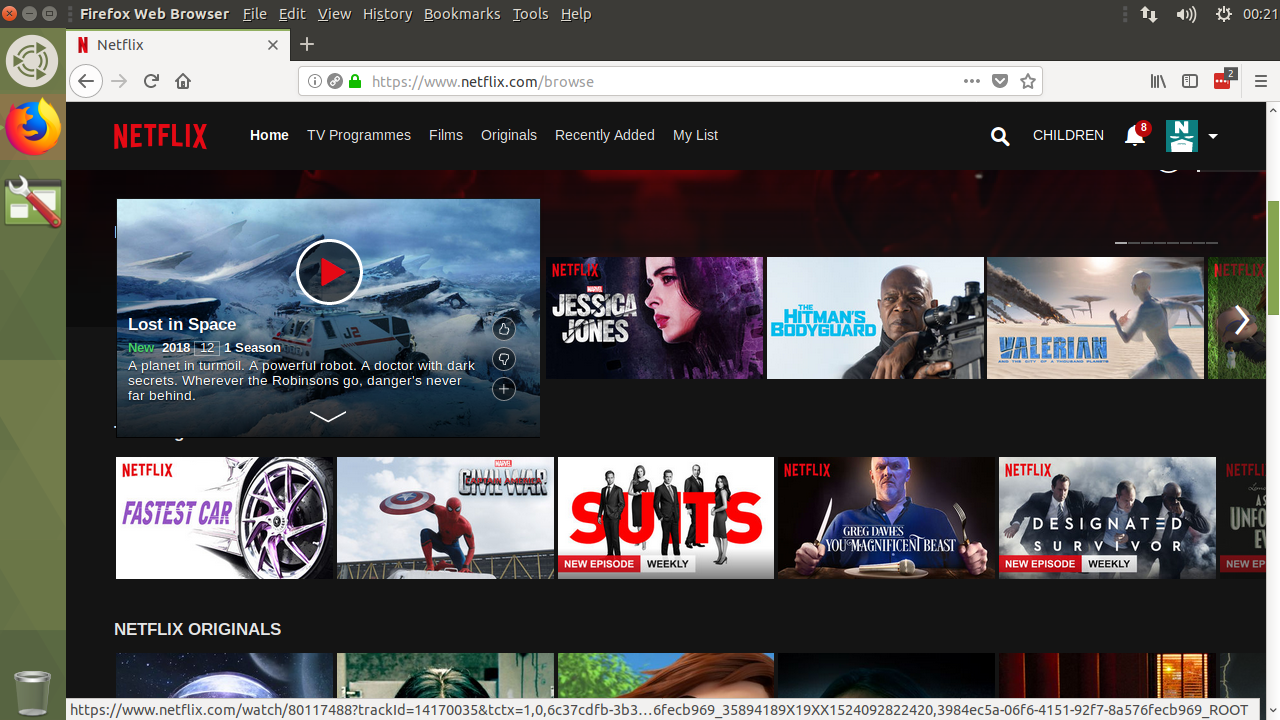 Firefox Web Browser File Edit View History Bookmarks Tools Help 00:21
Netflix
https://www.netflix.com/browse 2
NETFLIX Home TV Programmes Films Originals Recently Added My List CHILDREN 8
Lost in Space
New 2018 12 1 Season
A planet in turmoil. A powerful robot. A doctor with dark
secrets. Wherever the Robinsons go, danger's never
far behind.
J2
NETFLIX
MARVEL
JESSICA
JONES
THE
HITMAN'S
BODYGUARD
VALERIAN
AND THE CITY OF A THOUSAND PLANETS
NETFLIX
NETFLIX
FASTEST CAR
MARVEL
CAPTAIN AMERICA
CIVIL WAR
SUITS
NEW EPISODE WEEKLY
NETFLIX
GREG DAVIES
YOU MAGNIFICENT BEAST
NETFLIX
DESIGNATED
SURVIVOR
NEW EPISODE WEEKLY
NETFLIX
NEW EP
NETFLIX ORIGINALS
https://www.netflix.com/watch/80117488?trackId=14170035&tctx=1,0,6c37cdfb-3b3…6fecb969_35894189X19XX1524092822420,3984ec5a-06f6-4151-92f7-8a576fecb969_ROOT